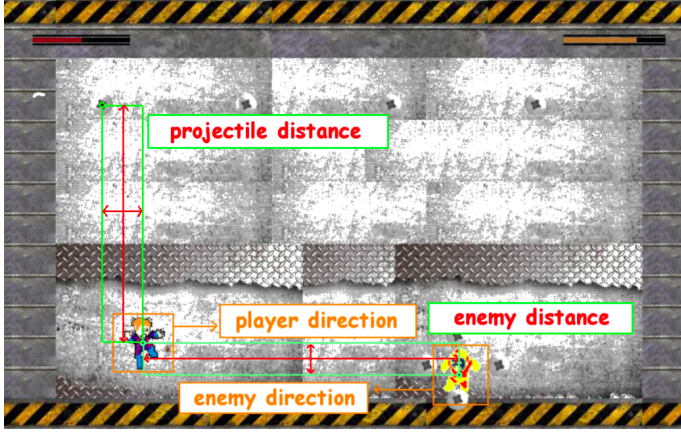 projectile distance
player direction
enemy distance
enemy direction